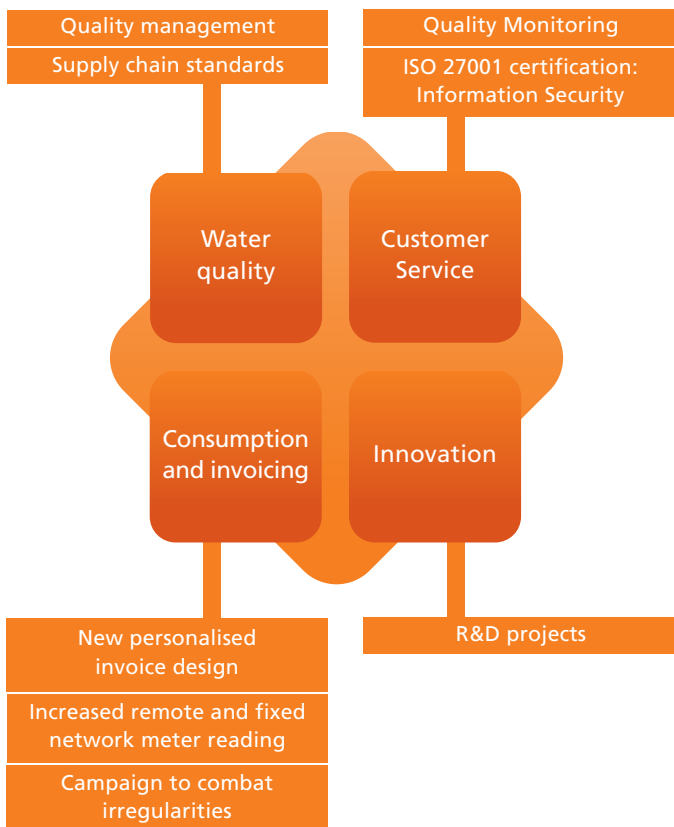 Quality management
Supply chain standards
Quality Monitoring
ISO 27001 certification:
Information Security
Water
quality
Customer
Service
Consumption
and invoicing
Innovation
New personalised
invoice design
Increased remote and fixed
network meter reading
Campaign to combat
irregularities
R&D projects